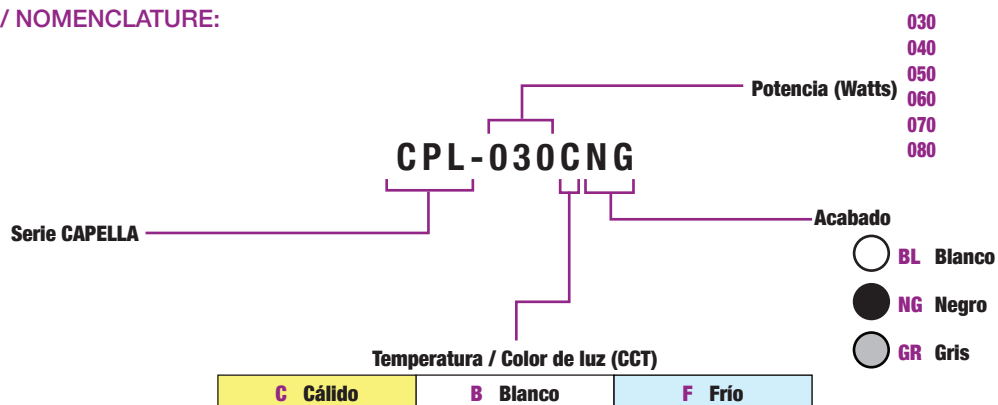 / NOMENCLATURE:
030
040
050
060
070
080
Potencia (Watts)
CPL-030CNG
Serie CAPELLA
Acabado
BL Blanco
NG Negro
GR Gris
Temperatura / Color de luz (CCT)
C Cálido B Blanco F Frío